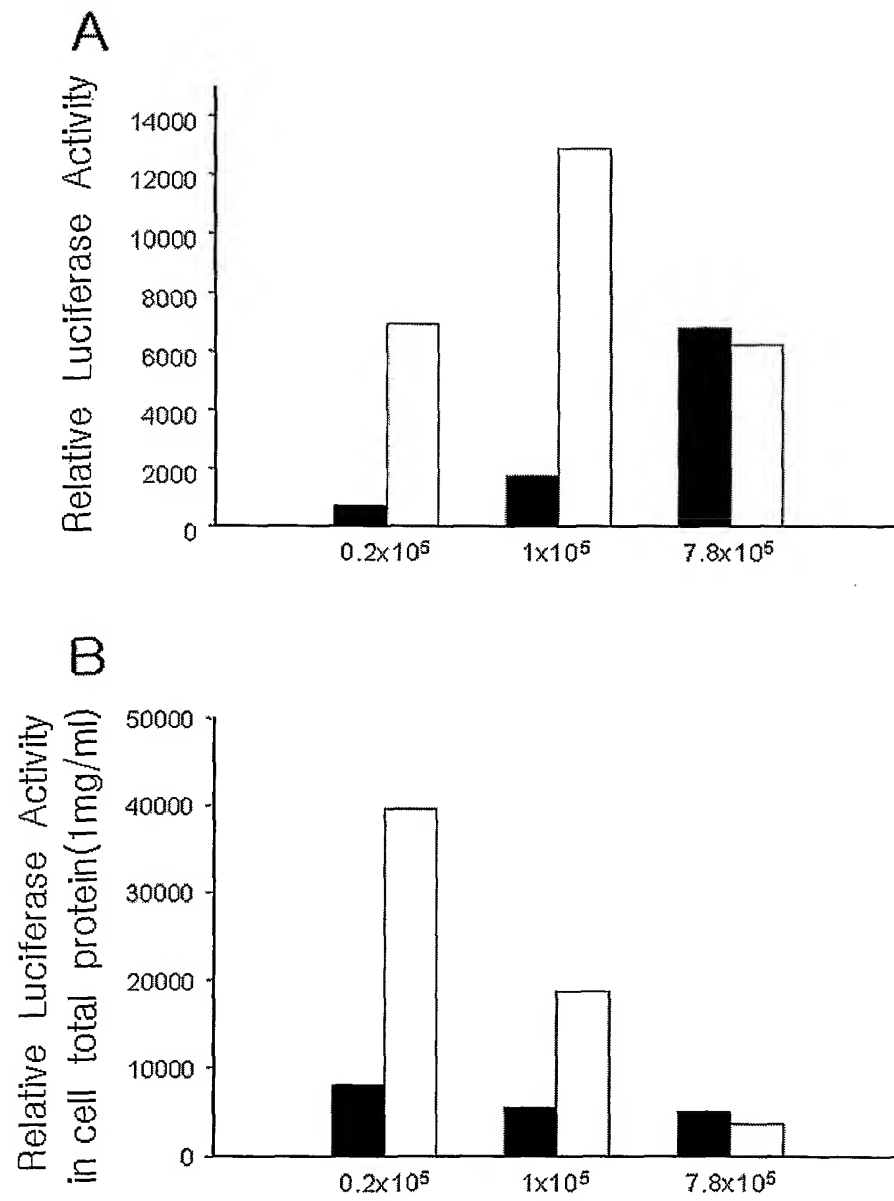 A
Relative Luciferase Activity
14000
12000
10000
8000
6000
4000
2000
0
0.2x10⁵ 1x10⁵ 7.8x10⁵
B
Relative Luciferase Activity
in cell total protein(1mg/ml)
50000
40000
30000
20000
10000
0
0.2x10⁵ 1x10⁵ 7.8x10⁵